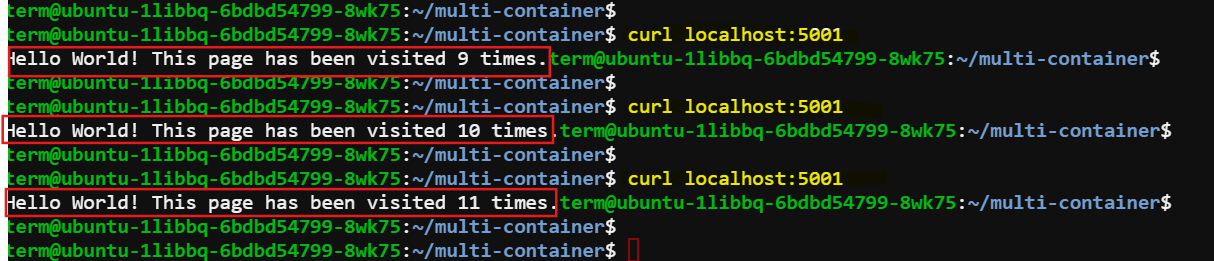 term@ubuntu-1libbq-6bdbd54799-8wk75:~/multi-container$
term@ubuntu-1libbq-6bdbd54799-8wk75:~/multi-container$ curl localhost:5001
Hello World! This page has been visited 9 times.term@ubuntu-1libbq-6bdbd54799-8wk75:~/multi-container$
term@ubuntu-1libbq-6bdbd54799-8wk75:~/multi-container$
term@ubuntu-1libbq-6bdbd54799-8wk75:~/multi-container$ curl localhost:5001
Hello World! This page has been visited 10 times.term@ubuntu-1libbq-6bdbd54799-8wk75:~/multi-container$
term@ubuntu-1libbq-6bdbd54799-8wk75:~/multi-container$
term@ubuntu-1libbq-6bdbd54799-8wk75:~/multi-container$ curl localhost:5001
Hello World! This page has been visited 11 times.term@ubuntu-1libbq-6bdbd54799-8wk75:~/multi-container$
term@ubuntu-1libbq-6bdbd54799-8wk75:~/multi-container$
term@ubuntu-1libbq-6bdbd54799-8wk75:~/multi-container$